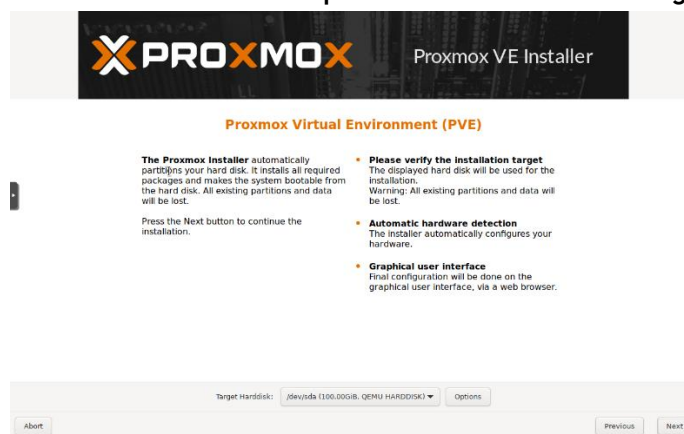 PROXMOX
Proxmox VE Installer
Proxmox Virtual Environment (PVE)
The Proxmox Installer automatically
partitions your hard disk. It installs all required
packages and makes the system bootable from
the hard disk. All existing partitions and data
will be lost.
Press the Next button to continue the
installation.
• Please verify the installation target
The displayed hard disk will be used for the
installation.
Warning: All existing partitions and data will
be lost.
• Automatic hardware detection
The installer automatically configures your
hardware.
• Graphical user interface
Final configuration will be done on the
graphical user interface, via a web browser.
Target Harddisk: /dev/sda (100.00GiB, QEMU HARDDISK) Options
Abort Previous Next